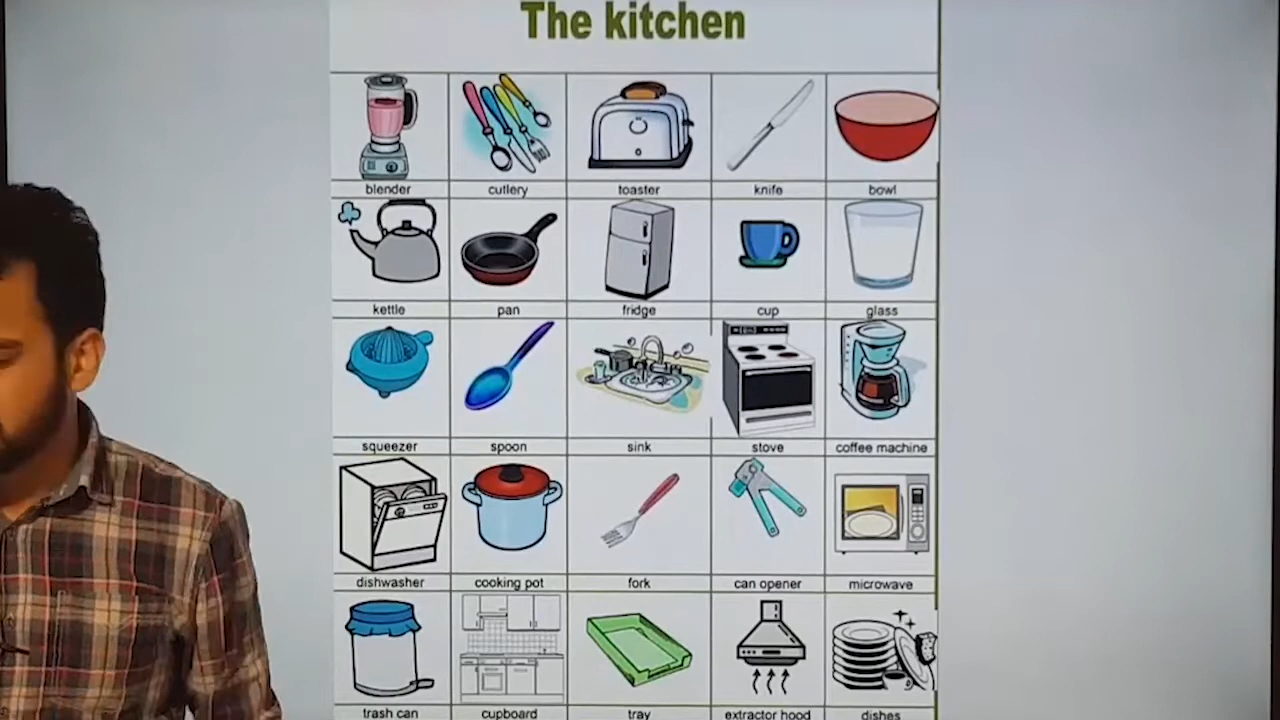 The kitchen
blender cutlery toaster knife bowl
kettle pan fridge cup glass
squeezer spoon sink stove coffee machine
dishwasher cooking pot fork can opener microwave
trash can cupboard tray extractor hood dishes